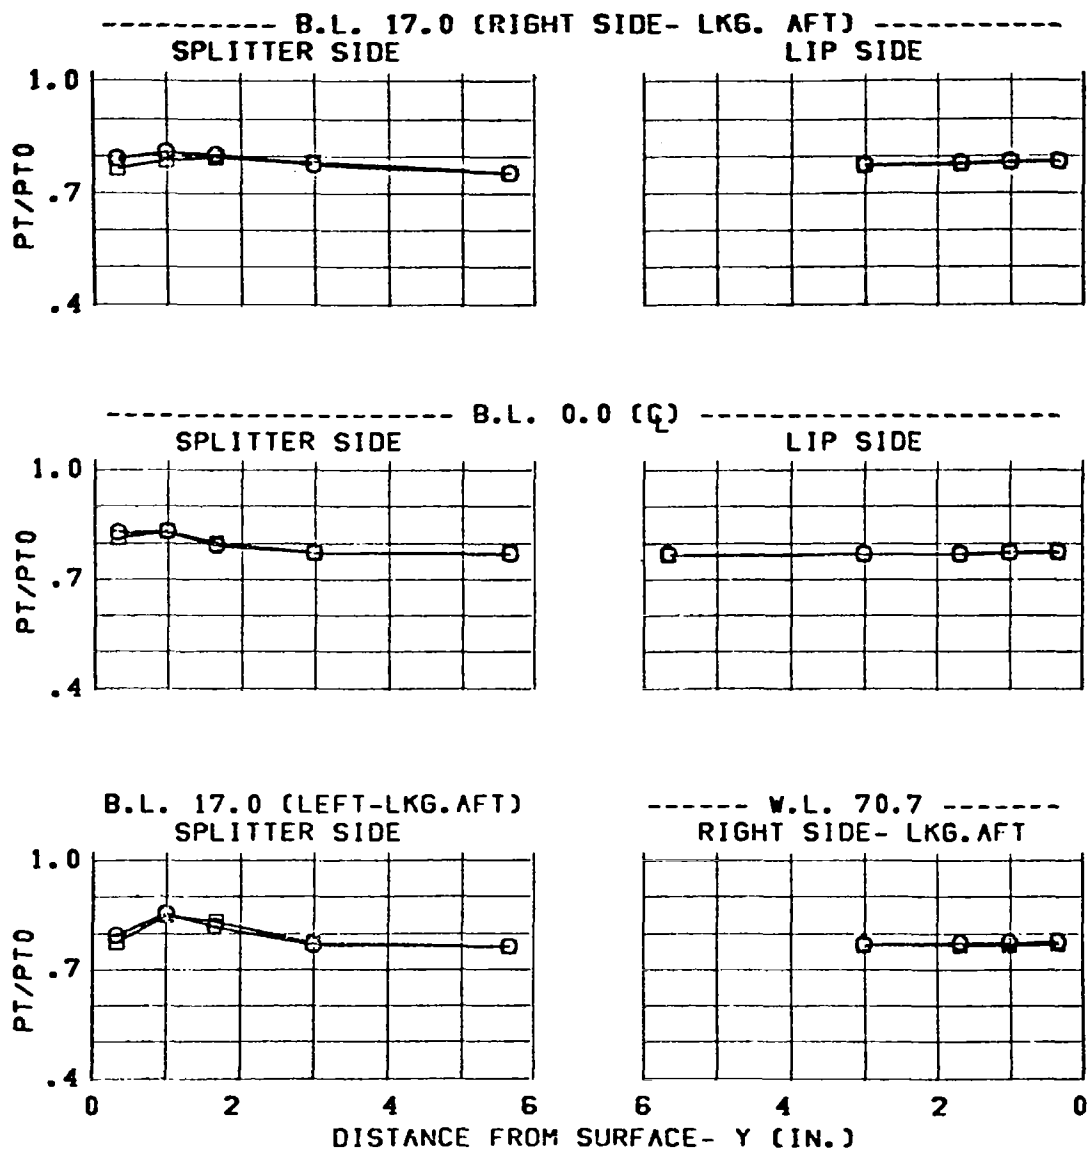 --------- B.L. 17.0 (RIGHT SIDE- LKG. AFT) ----------
SPLITTER SIDE
LIP SIDE
1.0
.7
.4
PT/PTO
------------------- B.L. 0.0 (℄) --------------------
SPLITTER SIDE
LIP SIDE
1.0
.7
.4
PT/PTO
B.L. 17.0 (LEFT-LKG.AFT)
SPLITTER SIDE
------ W.L. 70.7 -------
RIGHT SIDE- LKG.AFT
1.0
.7
.4
PT/PTO
0 2 4 6
6 4 2 0
DISTANCE FROM SURFACE- Y (IN.)